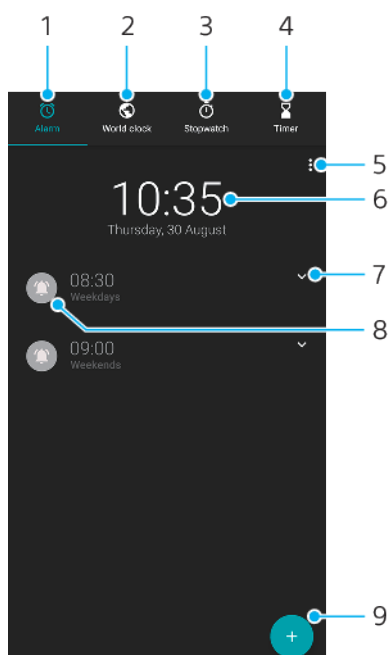 1 2 3 4
Alarm World clock Stopwatch Timer
5
10:35 6
Thursday, 30 August
08:30 7
Weekdays
8
09:00
Weekends
9